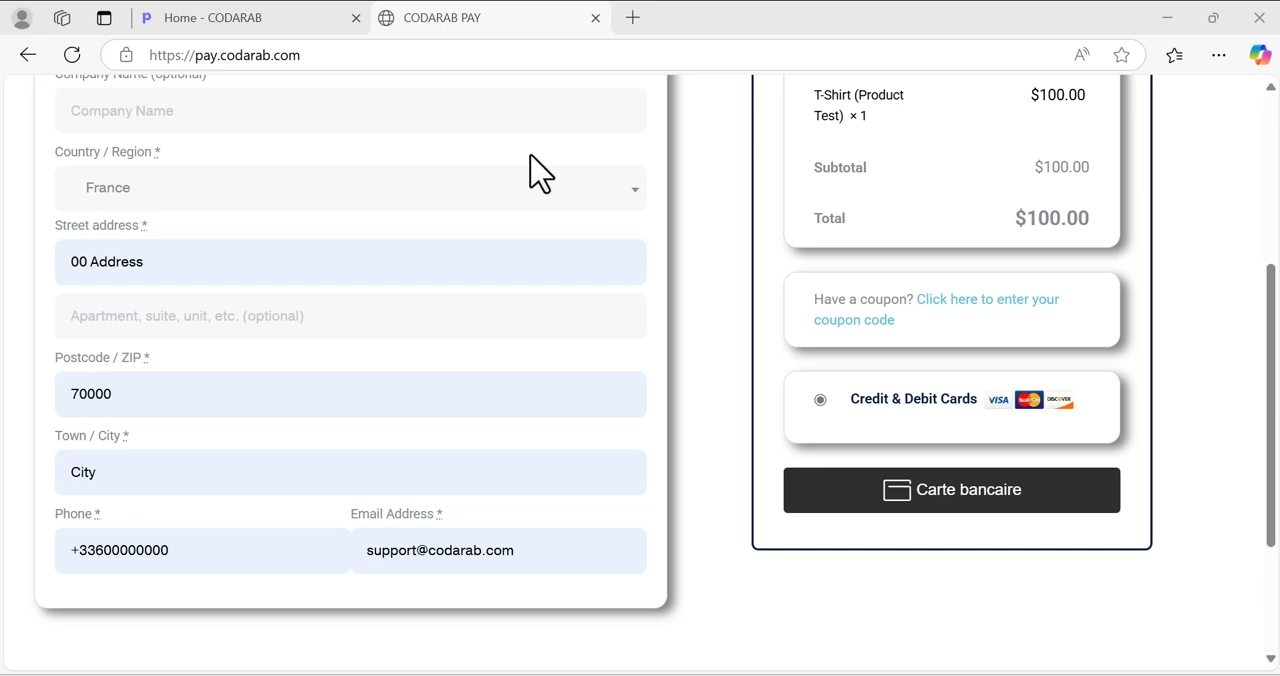 Home - CODARAB
CODARAB PAY
https://pay.codarab.com
Company Name (optional)
Company Name
Country / Region *
France
Street address *
00 Address
Apartment, suite, unit, etc. (optional)
Postcode / ZIP *
70000
Town / City *
City
Phone *
Email Address *
+33600000000
support@codarab.com
T-Shirt (Product
Test) × 1
$100.00
Subtotal
$100.00
Total
$100.00
Have a coupon? Click here to enter your
coupon code
Credit & Debit Cards VISA MasterCard DISCOVER
Carte bancaire